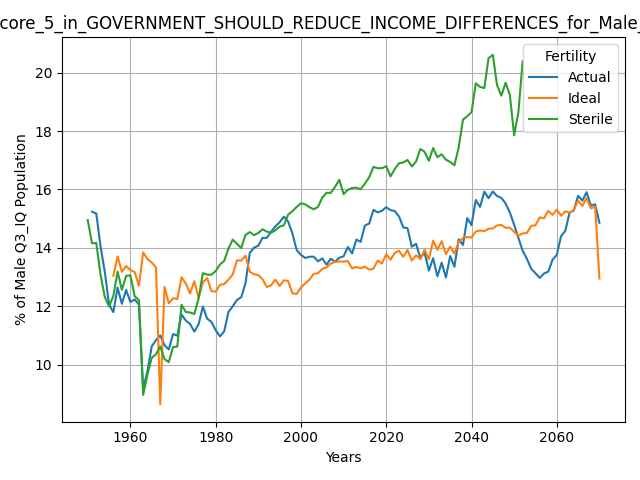 core_5_in_GOVERNMENT_SHOULD_REDUCE_INCOME_DIFFERENCES_for_Male_
% of Male Q3_IQ Population
20
18
16
14
12
10
Fertility
Actual
Ideal
Sterile
1960 1980 2000 2020 2040 2060
Years